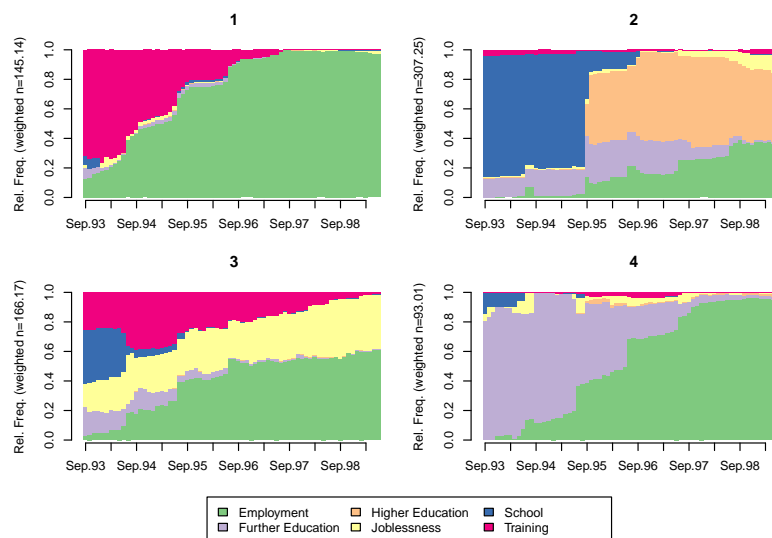 1
Rel. Freq. (weighted n=145.14)
0.0 0.2 0.4 0.6 0.8 1.0
Sep.93 Sep.94 Sep.95 Sep.96 Sep.97 Sep.98
2
Rel. Freq. (weighted n=307.25)
0.0 0.2 0.4 0.6 0.8 1.0
Sep.93 Sep.94 Sep.95 Sep.96 Sep.97 Sep.98
3
Rel. Freq. (weighted n=166.17)
0.0 0.2 0.4 0.6 0.8 1.0
Sep.93 Sep.94 Sep.95 Sep.96 Sep.97 Sep.98
4
Rel. Freq. (weighted n=93.01)
0.0 0.2 0.4 0.6 0.8 1.0
Sep.93 Sep.94 Sep.95 Sep.96 Sep.97 Sep.98
Employment Higher Education School
Further Education Joblessness Training